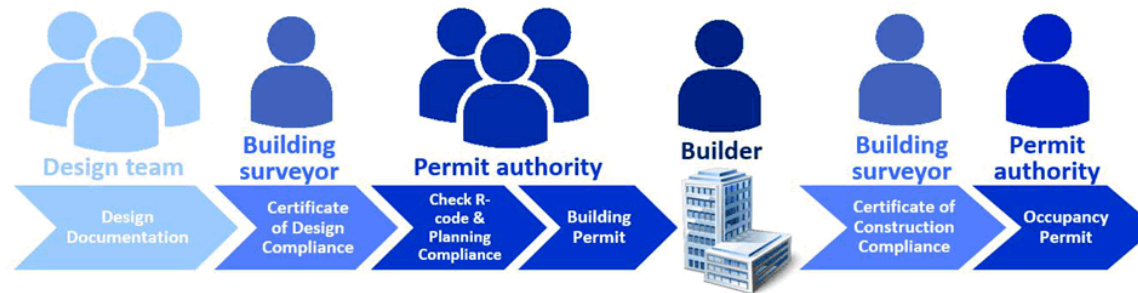 Design team
Building
surveyor
Permit authority
Builder
Building
surveyor
Permit
authority
Design
Documentation
Certificate
of Design
Compliance
Check R-
code &
Planning
Compliance
Building
Permit
Certificate of
Construction
Compliance
Occupancy
Permit